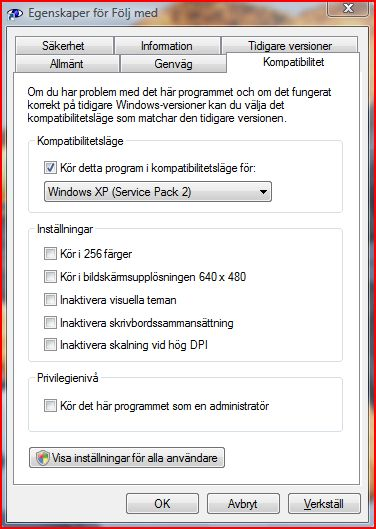 Egenskaper för Följ med
Säkerhet Information Tidigare versioner
Allmänt Genväg Kompatibilitet
Om du har problem med det här programmet och om det fungerat
korrekt på tidigare Windows-versioner kan du välja det
kompatibilitetsläge som matchar den tidigare versionen.
Kompatibilitetsläge
Kör detta program i kompatibilitetsläge för:
Windows XP (Service Pack 2)
Inställningar
Kör i 256 färger
Kör i bildskärmsupplösningen 640 x 480
Inaktivera visuella teman
Inaktivera skrivbordssammansättning
Inaktivera skalning vid hög DPI
Privilegienivå
Kör det här programmet som en administratör
Visa inställningar för alla användare
OK Avbryt Verkställ